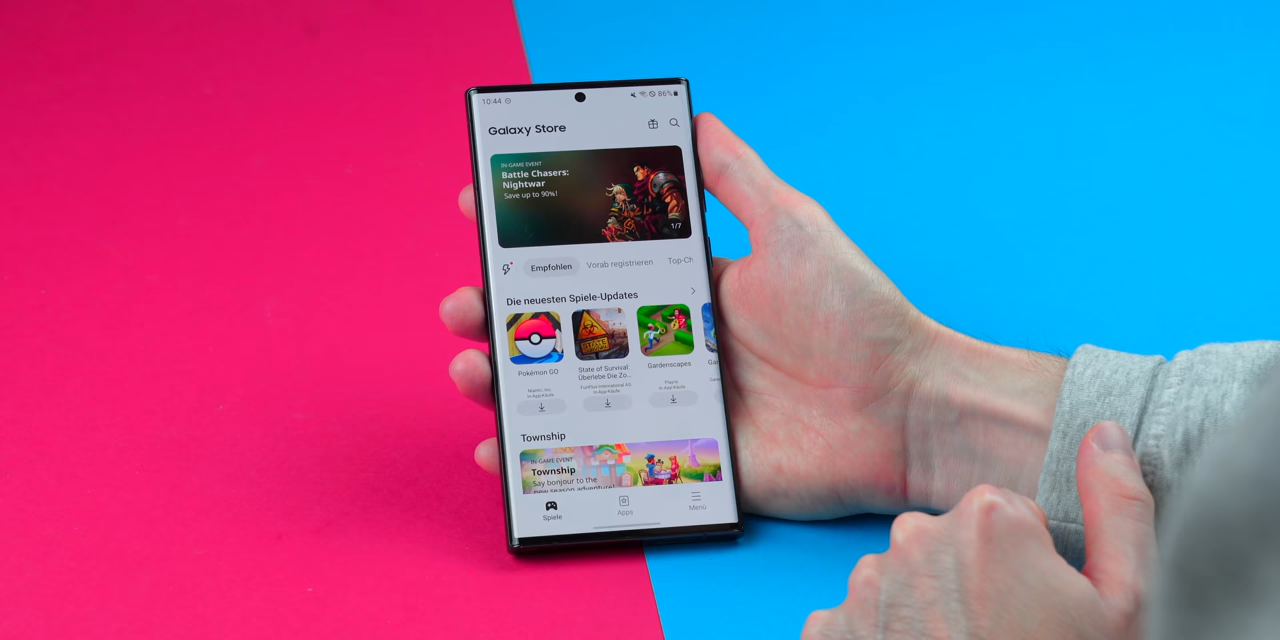 10:44
86%
Galaxy Store
IN-GAME EVENT
Battle Chasers:
Nightwar
Save up to 90%!
1/7
Empfohlen Vorab registrieren Top-Ch
Die neuesten Spiele-Updates
Pokémon GO
Niantic, Inc.
In-App-Käufe
State of Survival:
Überlebe Die Zo...
FunPlus International AG
In-App-Käufe
Gardenscapes
Playrix
In-App-Käufe
Township
IN-GAME EVENT
Township
Say bonjour to the
new season adventure!
Spiele Apps Menü